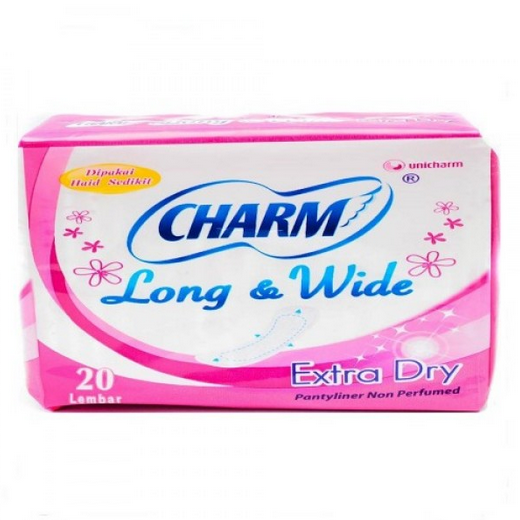 Dipakai
Haid Sedikit
unicharm
CHARM
®
Long & Wide
Extra Dry
20
Lembar
Pantyliner Non Perfumed